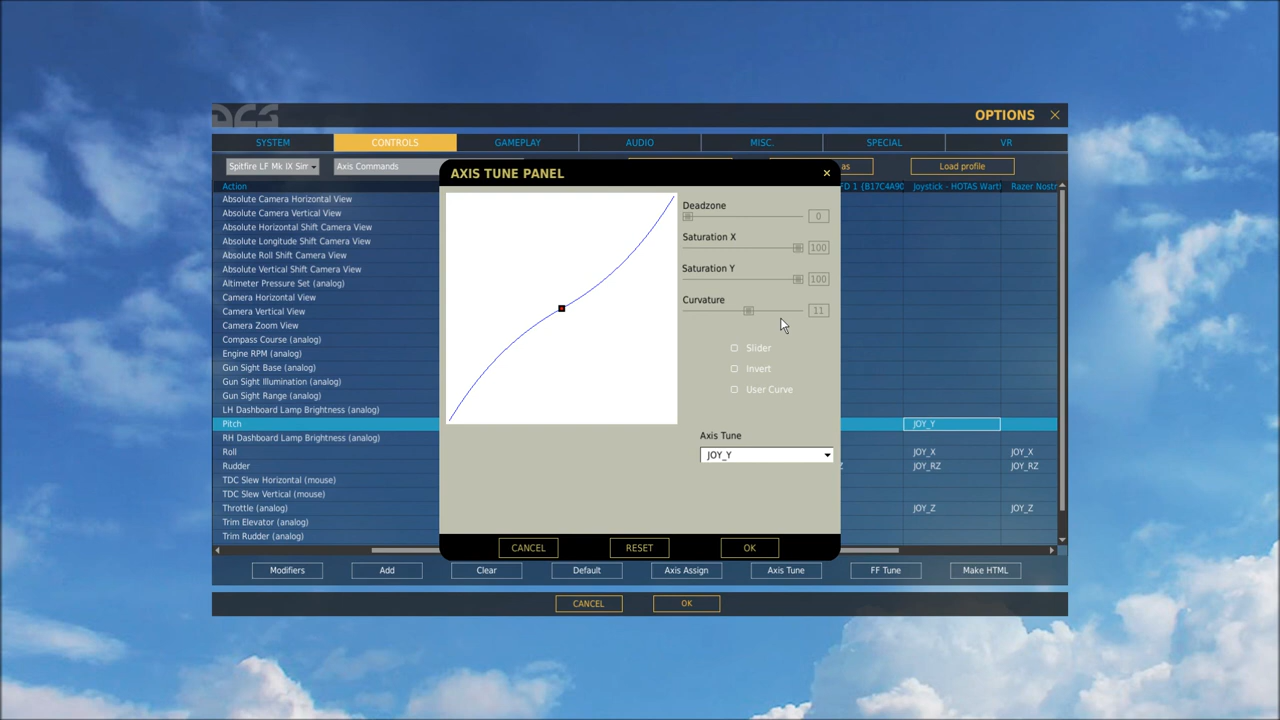 DCS
OPTIONS
SYSTEM
CONTROLS
GAMEPLAY
AUDIO
MISC.
SPECIAL
VR
Spitfire LF Mk IX Sim
Axis Commands
as
Load profile
AXIS TUNE PANEL
Action
FD 1 {B17C4A90
Joystick - HOTAS Wart
Razer Nostr
Absolute Camera Horizontal View
Absolute Camera Vertical View
Absolute Horizontal Shift Camera View
Absolute Longitude Shift Camera View
Absolute Roll Shift Camera View
Absolute Vertical Shift Camera View
Altimeter Pressure Set (analog)
Camera Horizontal View
Camera Vertical View
Camera Zoom View
Compass Course (analog)
Engine RPM (analog)
Gun Sight Base (analog)
Gun Sight Illumination (analog)
Gun Sight Range (analog)
LH Dashboard Lamp Brightness (analog)
Pitch JOY_Y
RH Dashboard Lamp Brightness (analog)
Roll JOY_X JOY_X
Rudder Z JOY_RZ JOY_RZ
TDC Slew Horizontal (mouse)
TDC Slew Vertical (mouse)
Throttle (analog) JOY_Z JOY_Z
Trim Elevator (analog)
Trim Rudder (analog)
Deadzone
0
Saturation X
100
Saturation Y
100
Curvature
11
Slider
Invert
User Curve
Axis Tune
JOY_Y
CANCEL
RESET
OK
Modifiers
Add
Clear
Default
Axis Assign
Axis Tune
FF Tune
Make HTML
CANCEL
OK